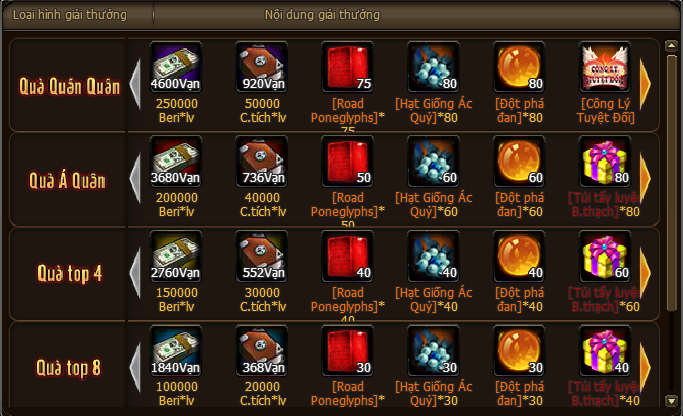 Loại hình giải thưởng Nội dung giải thưởng
Quà Quán Quân
4600Vạn 920Vạn 75 80 80
250000 50000 [Road [Hạt Giống Ác [Đột phá [Công Lý
Beri*lv C.tích*lv Poneglyphs]* Quỷ]*80 đan]*80 Tuyệt Đối]
75
Quà Á Quân
3680Vạn 736Vạn 50 60 60 80
200000 40000 [Road [Hạt Giống Ác [Đột phá [Túi tẩy luyện
Beri*lv C.tích*lv Poneglyphs]* Quỷ]*60 đan]*60 B.thạch]*80
50
Quà top 4
2760Vạn 552Vạn 40 40 40 60
150000 30000 [Road [Hạt Giống Ác [Đột phá [Túi tẩy luyện
Beri*lv C.tích*lv Poneglyphs]* Quỷ]*40 đan]*40 B.thạch]*60
40
Quà top 8
1840Vạn 368Vạn 30 30 30 40
100000 20000 [Road [Hạt Giống Ác [Đột phá [Túi tẩy luyện
Beri*lv C.tích*lv Poneglyphs]* Quỷ]*30 đan]*30 B.thạch]*40